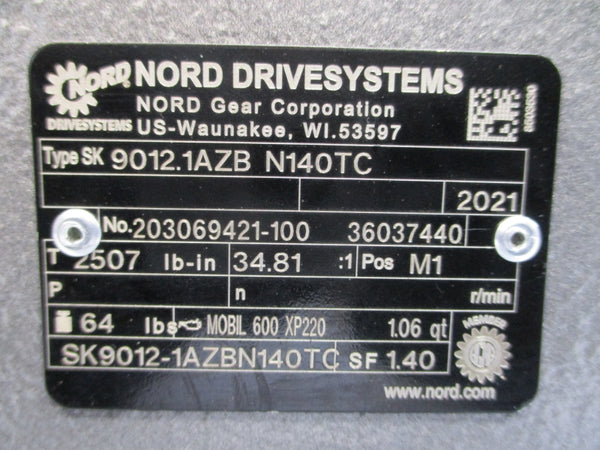 NORD DRIVESYSTEMS
NORD DRIVESYSTEMS
NORD Gear Corporation
US-Waunakee, WI.53597
Type SK 9012.1AZB N140TC
2021
No. 203069421-100 36037440
T 2507 lb-in 34.81 :1 Pos M1
P n r/min
64 lbs MOBIL 600 XP220 1.06 qt
SK9012-1AZBN140TC SF 1.40
MEMBER
www.nord.com